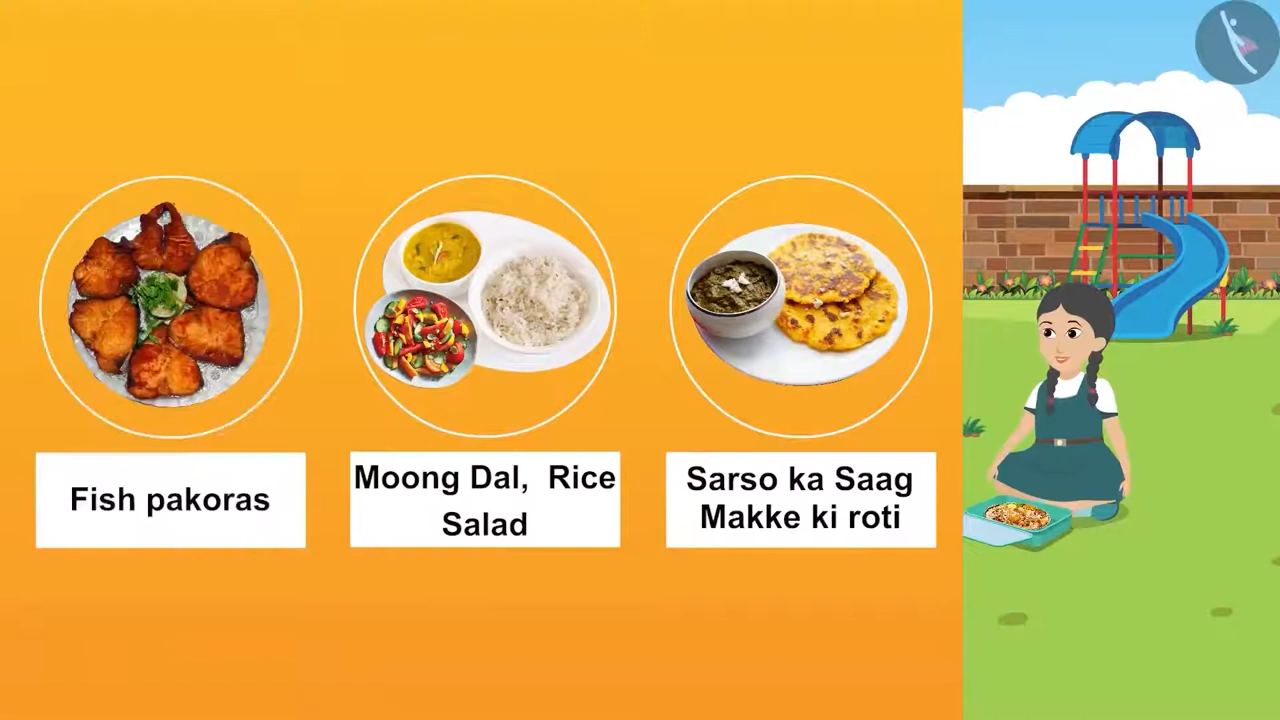 Fish pakoras
Moong Dal,  Rice
Salad
Sarso ka Saag
Makke ki roti